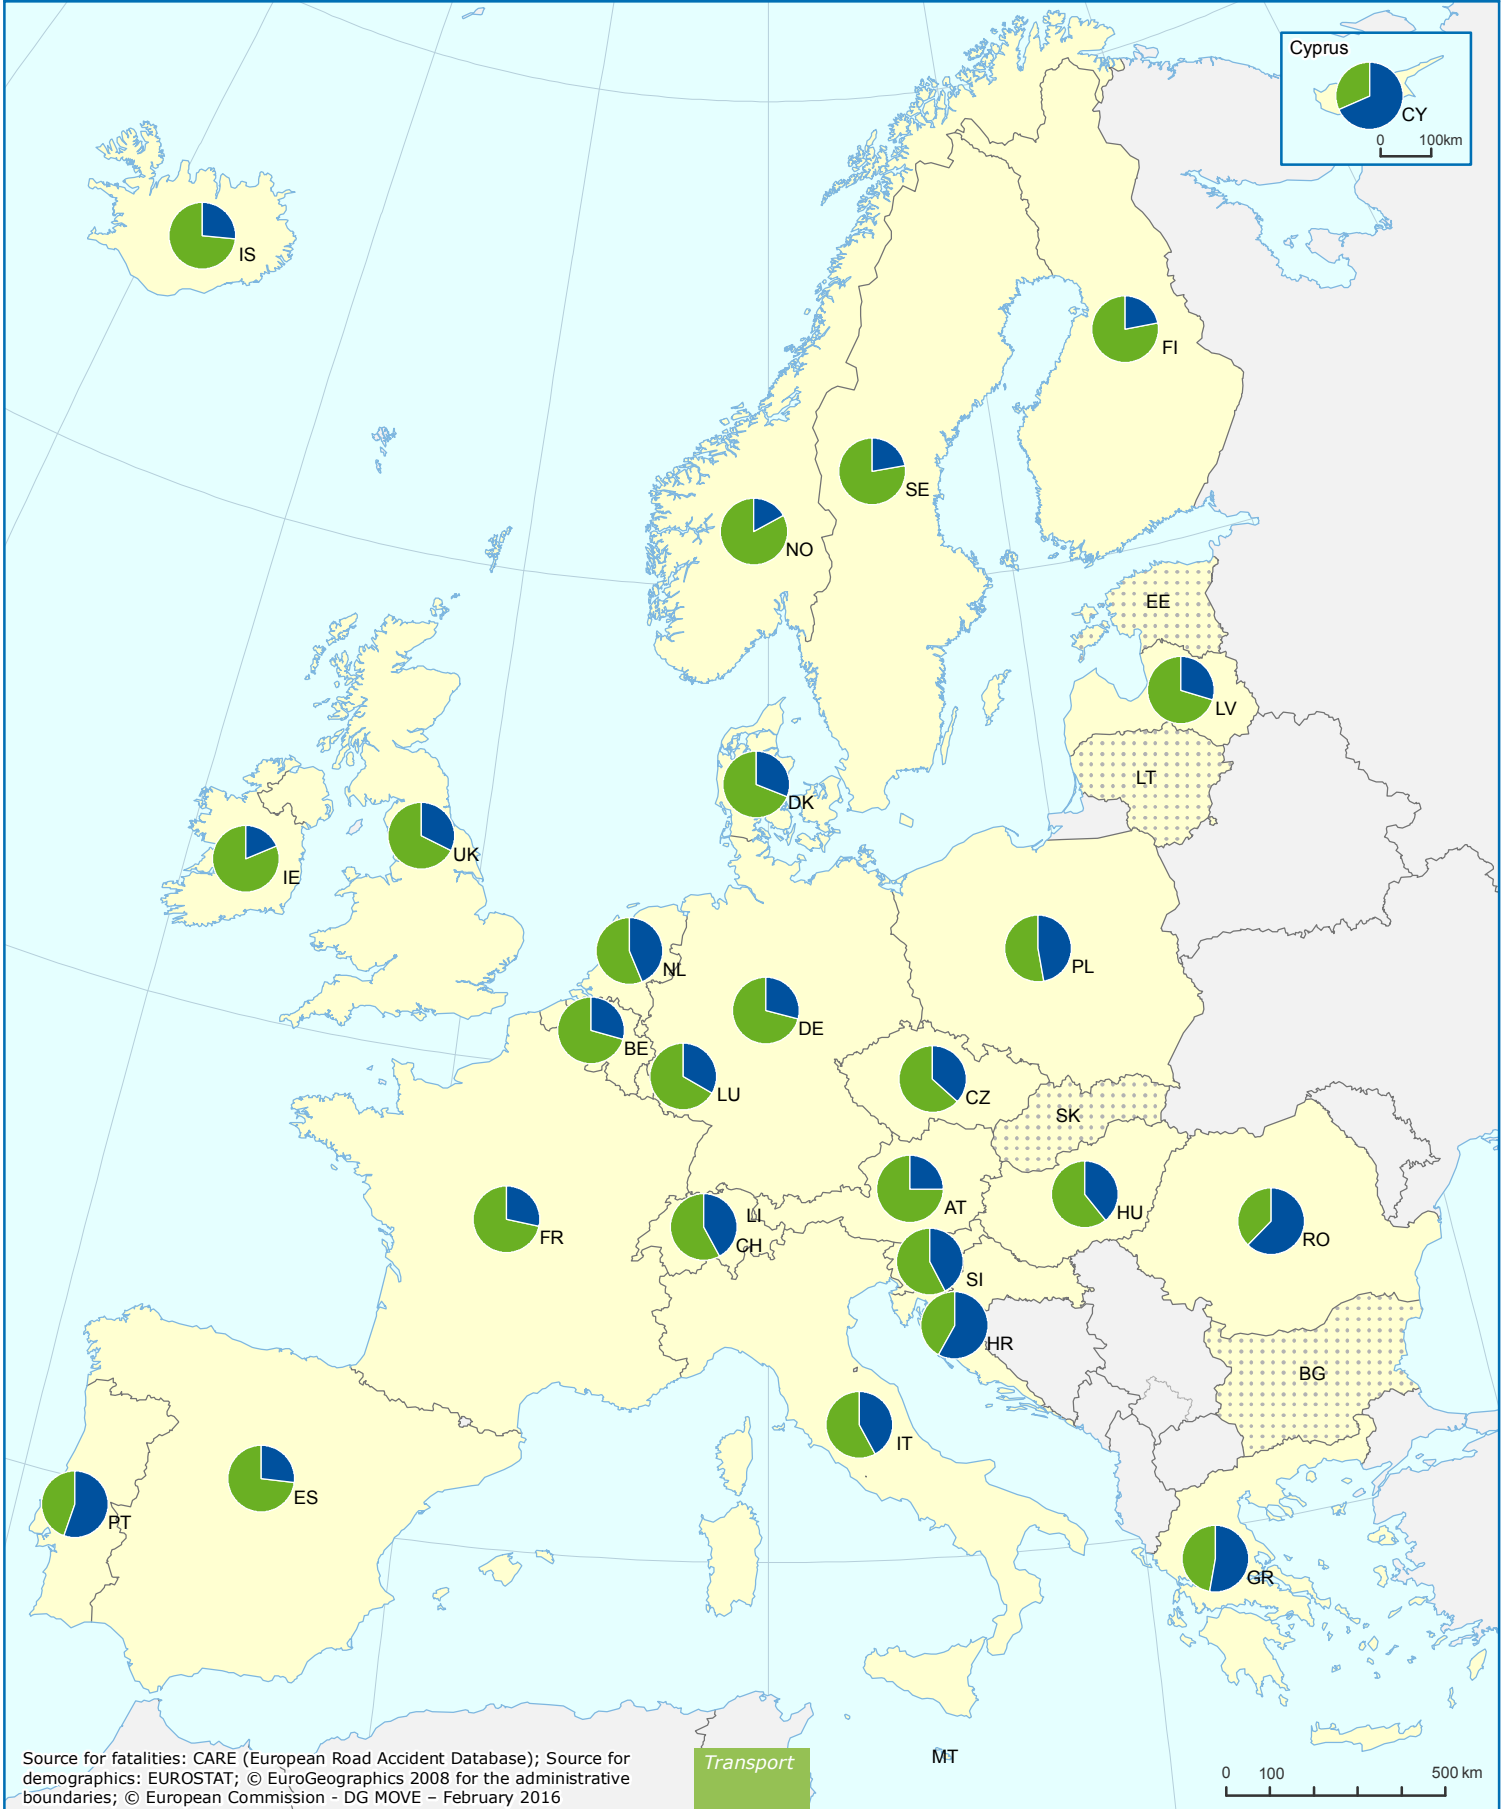 Cyprus
CY
0 100km
IS
FI
SE
NO
EE
LV
LT
DK
UK
IE
NL
PL
DE
BE
LU
CZ
SK
AT
HU
LI
CH
FR
RO
SI
HR
BG
IT
ES
PT
GR
MT
Source for fatalities: CARE (European Road Accident Database); Source for
demographics: EUROSTAT; © EuroGeographics 2008 for the administrative
boundaries; © European Commission - DG MOVE – February 2016
Transport
0 100 500 km